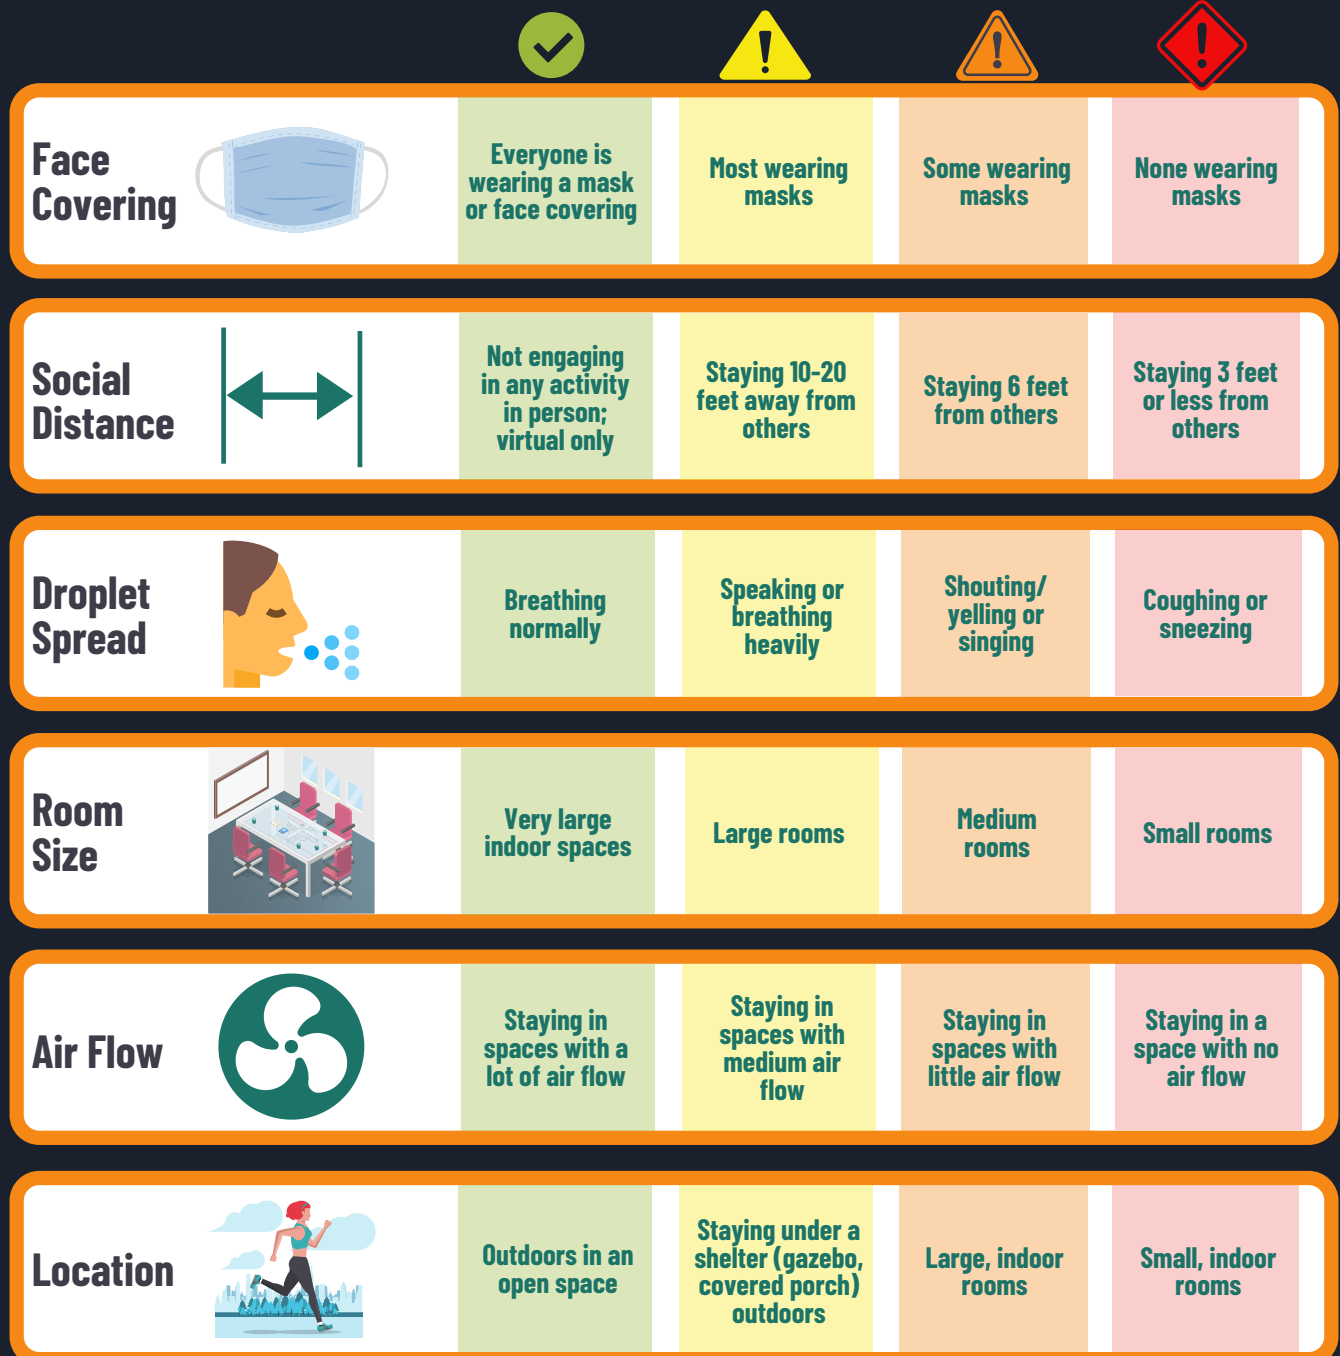 Face
Covering
Everyone is
wearing a mask
or face covering
Most wearing
masks
Some wearing
masks
None wearing
masks
Social
Distance
Not engaging
in any activity
in person;
virtual only
Staying 10-20
feet away from
others
Staying 6 feet
from others
Staying 3 feet
or less from
others
Droplet
Spread
Breathing
normally
Speaking or
breathing
heavily
Shouting/
yelling or
singing
Coughing or
sneezing
Room
Size
Very large
indoor spaces
Large rooms
Medium
rooms
Small rooms
Air Flow
Staying in
spaces with a
lot of air flow
Staying in
spaces with
medium air
flow
Staying in
spaces with
little air flow
Staying in a
space with no
air flow
Location
Outdoors in an
open space
Staying under a
shelter (gazebo,
covered porch)
outdoors
Large, indoor
rooms
Small, indoor
rooms